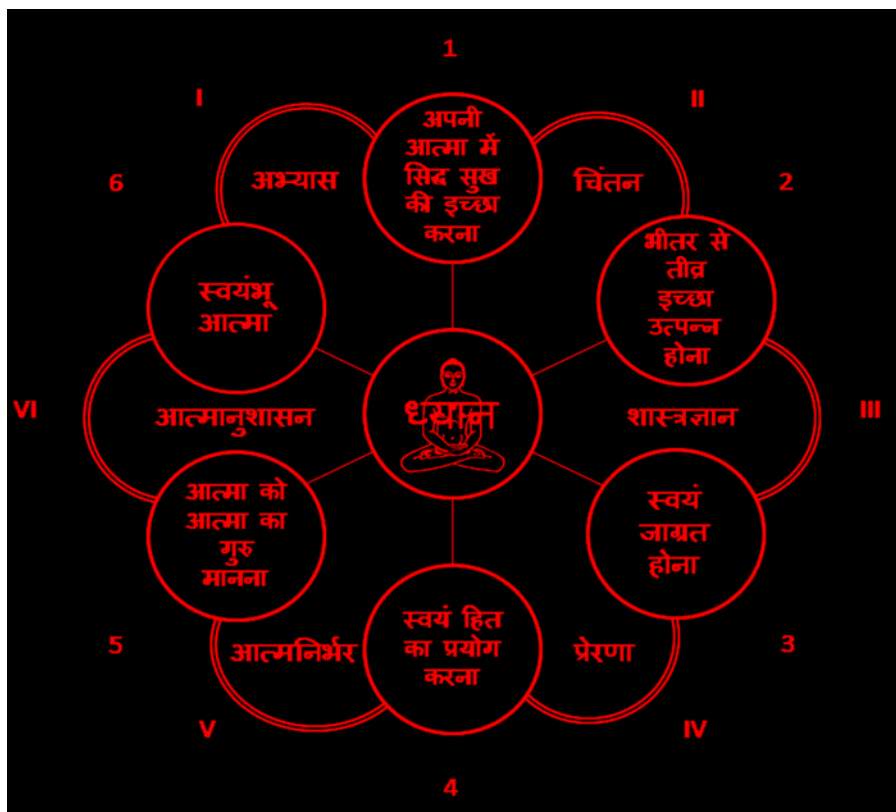 1
I
II
अपनी
आत्मा में
सिद्ध सुख
की इच्छा
करना
अभ्यास
चिंतन
6
2
भीतर से
तीव्र
इच्छा
उत्पन्न
होना
स्वयंभू
आत्मा
VI
आत्मानुशासन
ध्यान
शास्त्रज्ञान
III
आत्मा को
आत्मा का
गुरु
मानना
स्वयं
जाग्रत
होना
5
आत्मनिर्भर
स्वयं हित
का प्रयोग
करना
प्रेरणा
3
V
IV
4